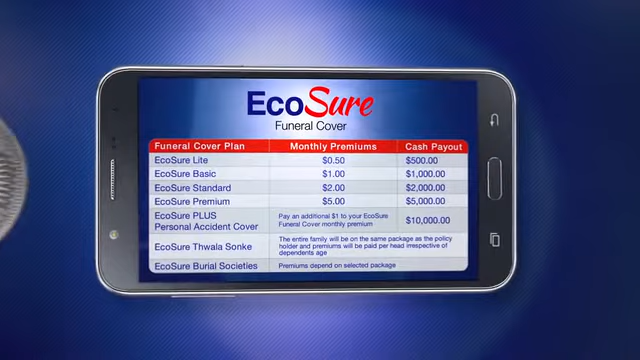 EcoSure
Funeral Cover
Funeral Cover Plan Monthly Premiums Cash Payout
EcoSure Lite $0.50 $500.00
EcoSure Basic $1.00 $1,000.00
EcoSure Standard $2.00 $2,000.00
EcoSure Premium $5.00 $5,000.00
EcoSure PLUS
Personal Accident Cover
Pay an additional $1 to your EcoSure
Funeral Cover monthly premium
$10,000.00
EcoSure Thwala Sonke
The entire family will be on the same package as the policy
holder and premiums will be paid per head irrespective of
dependents age
EcoSure Burial Societies Premiums depend on selected package